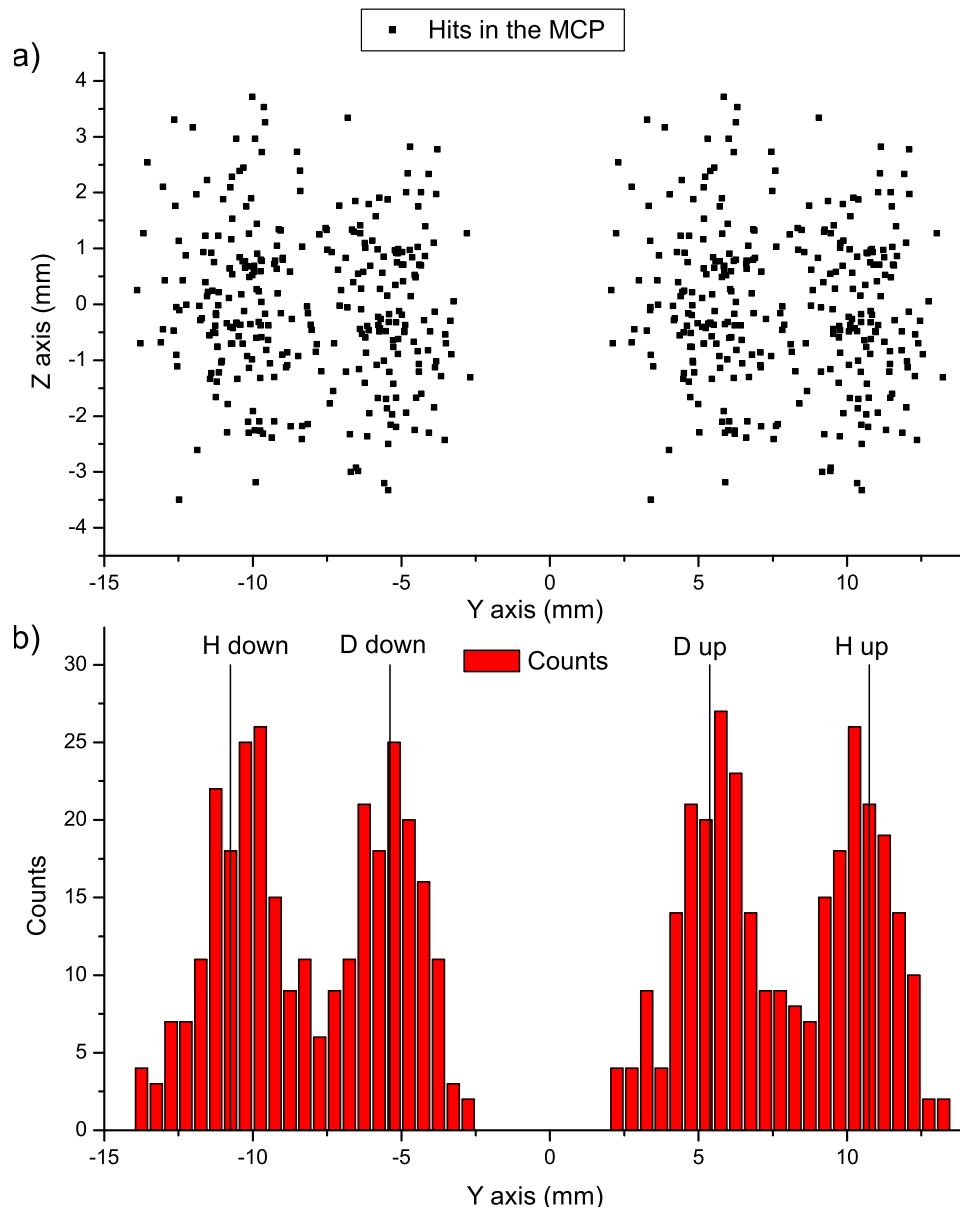 Hits in the MCP
a)
4
3
2
1
0
-1
-2
-3
-4
Z axis (mm)
-15 -10 -5 0 5 10
Y axis (mm)
b)
H down D down D up H up
Counts
30
25
20
15
10
5
0
Counts
-15 -10 -5 0 5 10
Y axis (mm)